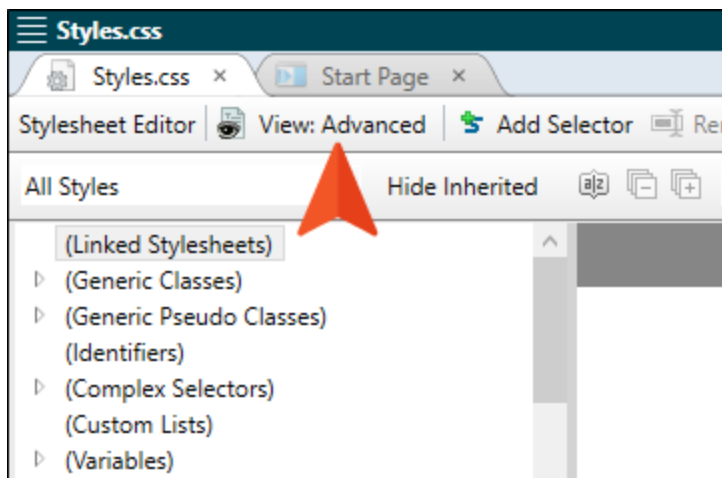 Styles.css
Styles.css × Start Page ×
Stylesheet Editor View: Advanced Add Selector
All Styles Hide Inherited a|z
(Linked Stylesheets)
(Generic Classes)
(Generic Pseudo Classes)
(Identifiers)
(Complex Selectors)
(Custom Lists)
(Variables)